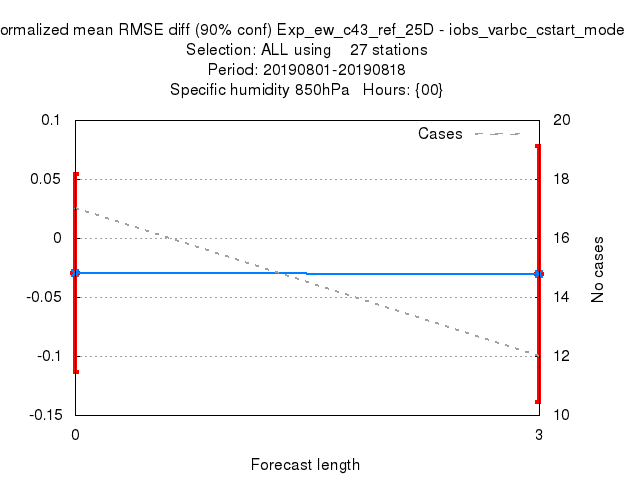 ormalized mean RMSE diff (90% conf) Exp_ew_c43_ref_25D - iobs_varbc_cstart_mode
Selection: ALL using 27 stations
Period: 20190801-20190818
Specific humidity 850hPa Hours: {00}
0.1
0.05
0
-0.05
-0.1
-0.15
Cases
20
18
16
14
12
10
No cases
0
3
Forecast length